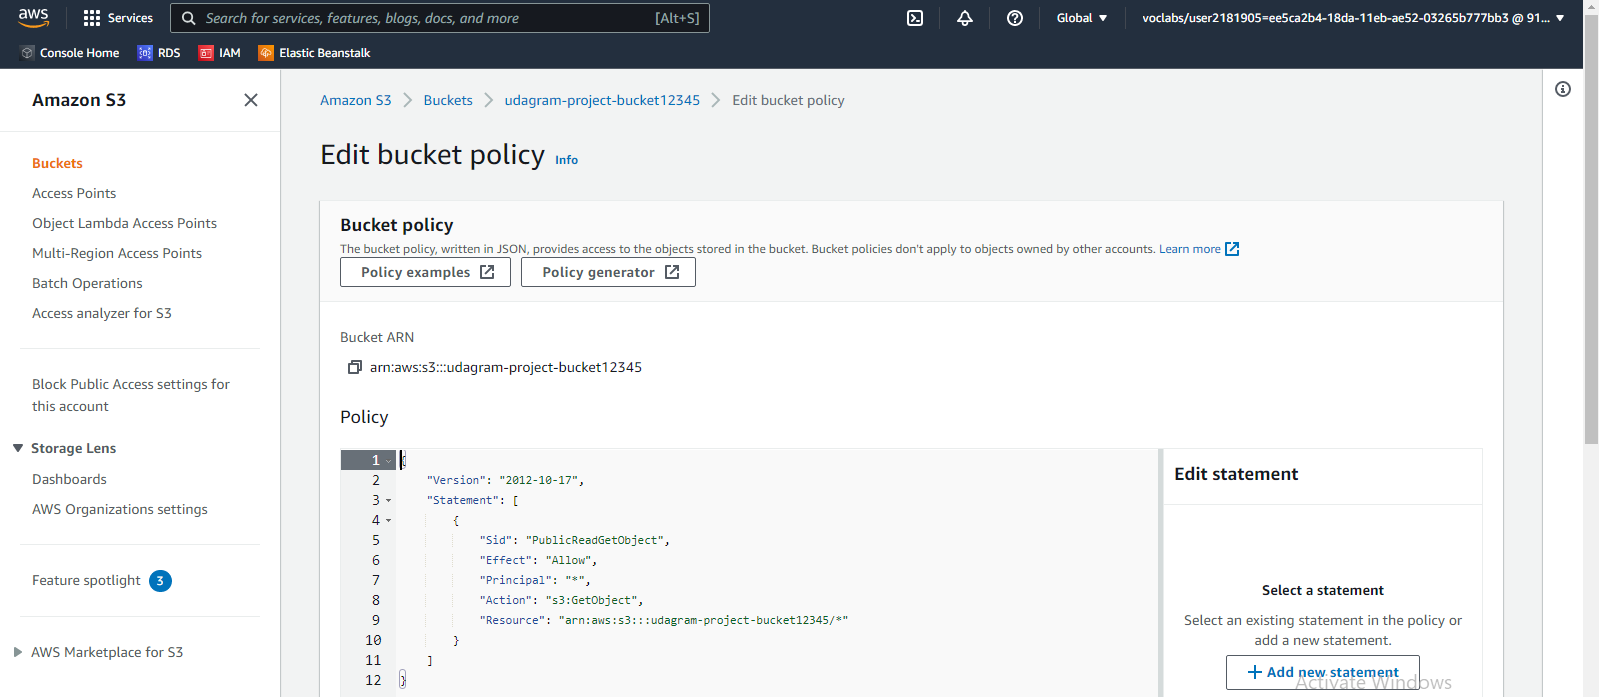 aws
Services
Search for services, features, blogs, docs, and more
[Alt+S]
Global
voclabs/user2181905=ee5ca2b4-18da-11eb-ae52-03265b777bb3 @ 91...
Console Home
RDS
IAM
Elastic Beanstalk
Amazon S3
Buckets
Access Points
Object Lambda Access Points
Multi-Region Access Points
Batch Operations
Access analyzer for S3
Block Public Access settings for
this account
Storage Lens
Dashboards
AWS Organizations settings
Feature spotlight 3
AWS Marketplace for S3
Amazon S3 > Buckets > udagram-project-bucket12345 > Edit bucket policy
Edit bucket policy Info
Bucket policy
The bucket policy, written in JSON, provides access to the objects stored in the bucket. Bucket policies don't apply to objects owned by other accounts. Learn more
Policy examples
Policy generator
Bucket ARN
arn:aws:s3:::udagram-project-bucket12345
Policy
1 {
2 "Version": "2012-10-17",
3 "Statement": [
4 {
5 "Sid": "PublicReadGetObject",
6 "Effect": "Allow",
7 "Principal": "*",
8 "Action": "s3:GetObject",
9 "Resource": "arn:aws:s3:::udagram-project-bucket12345/*"
10 }
11 ]
12 }
Edit statement
Select a statement
Select an existing statement in the policy or
add a new statement.
Add new statement
Activate Windows